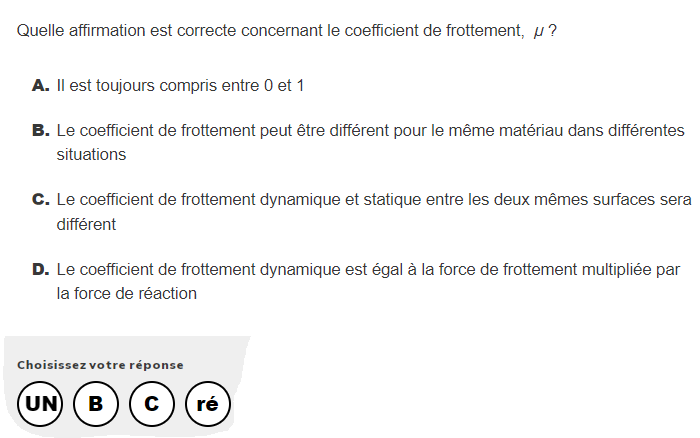 Quelle affirmation est correcte concernant le coefficient de frottement, μ ?
A. Il est toujours compris entre 0 et 1
B. Le coefficient de frottement peut être différent pour le même matériau dans différentes
situations
C. Le coefficient de frottement dynamique et statique entre les deux mêmes surfaces sera
différent
D. Le coefficient de frottement dynamique est égal à la force de frottement multipliée par
la force de réaction
Choisissez votre réponse
UN B C ré